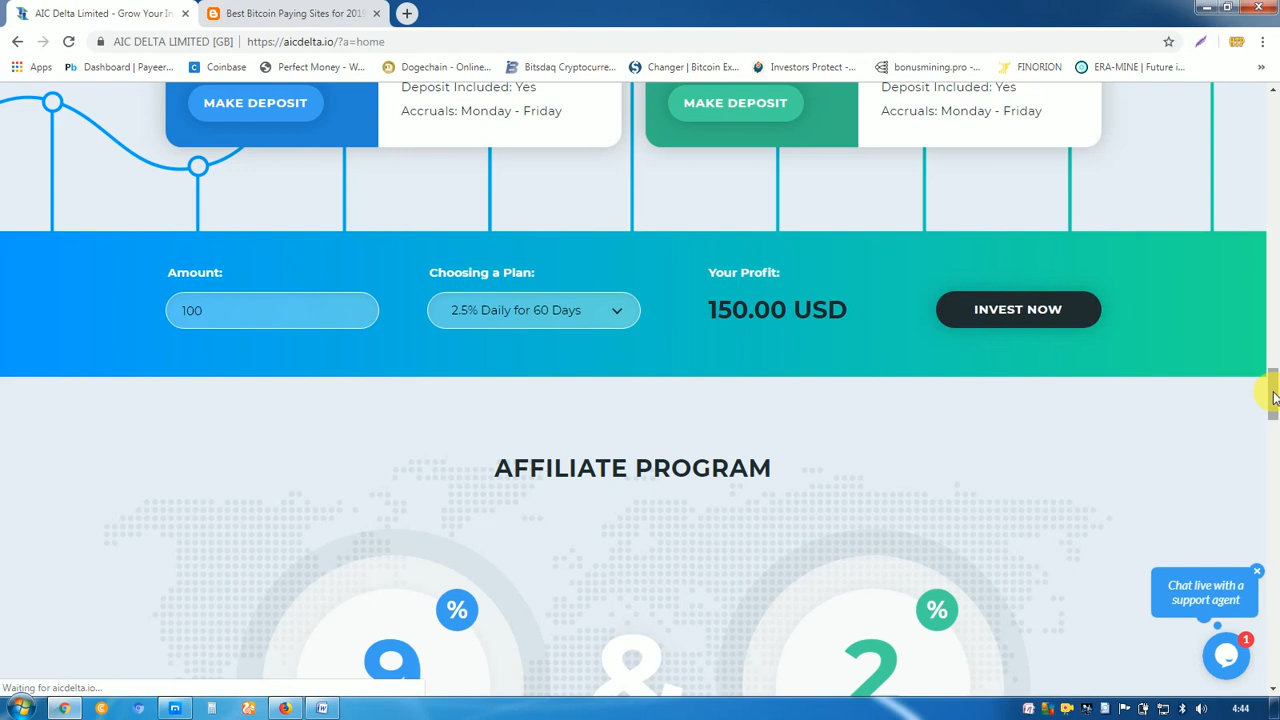 AIC Delta Limited - Grow Your In
Best Bitcoin Paying Sites for 2019
AIC DELTA LIMITED [GB] https://aicdelta.io/?a=home
Apps Dashboard | Payeer... Coinbase Perfect Money - W... Dogechain - Online... Bitsdaq Cryptocurre... Changer | Bitcoin Ex... Investors Protect -... bonusmining.pro -... FINORION ERA-MINE | Future i... »
MAKE DEPOSIT
Deposit Included: Yes
Accruals: Monday - Friday
MAKE DEPOSIT
Deposit Included: Yes
Accruals: Monday - Friday
Amount: Choosing a Plan: Your Profit:
100 2.5% Daily for 60 Days 150.00 USD INVEST NOW
AFFILIATE PROGRAM
% %
& 2
Chat live with a
support agent
1
Waiting for aicdelta.io...
4:44